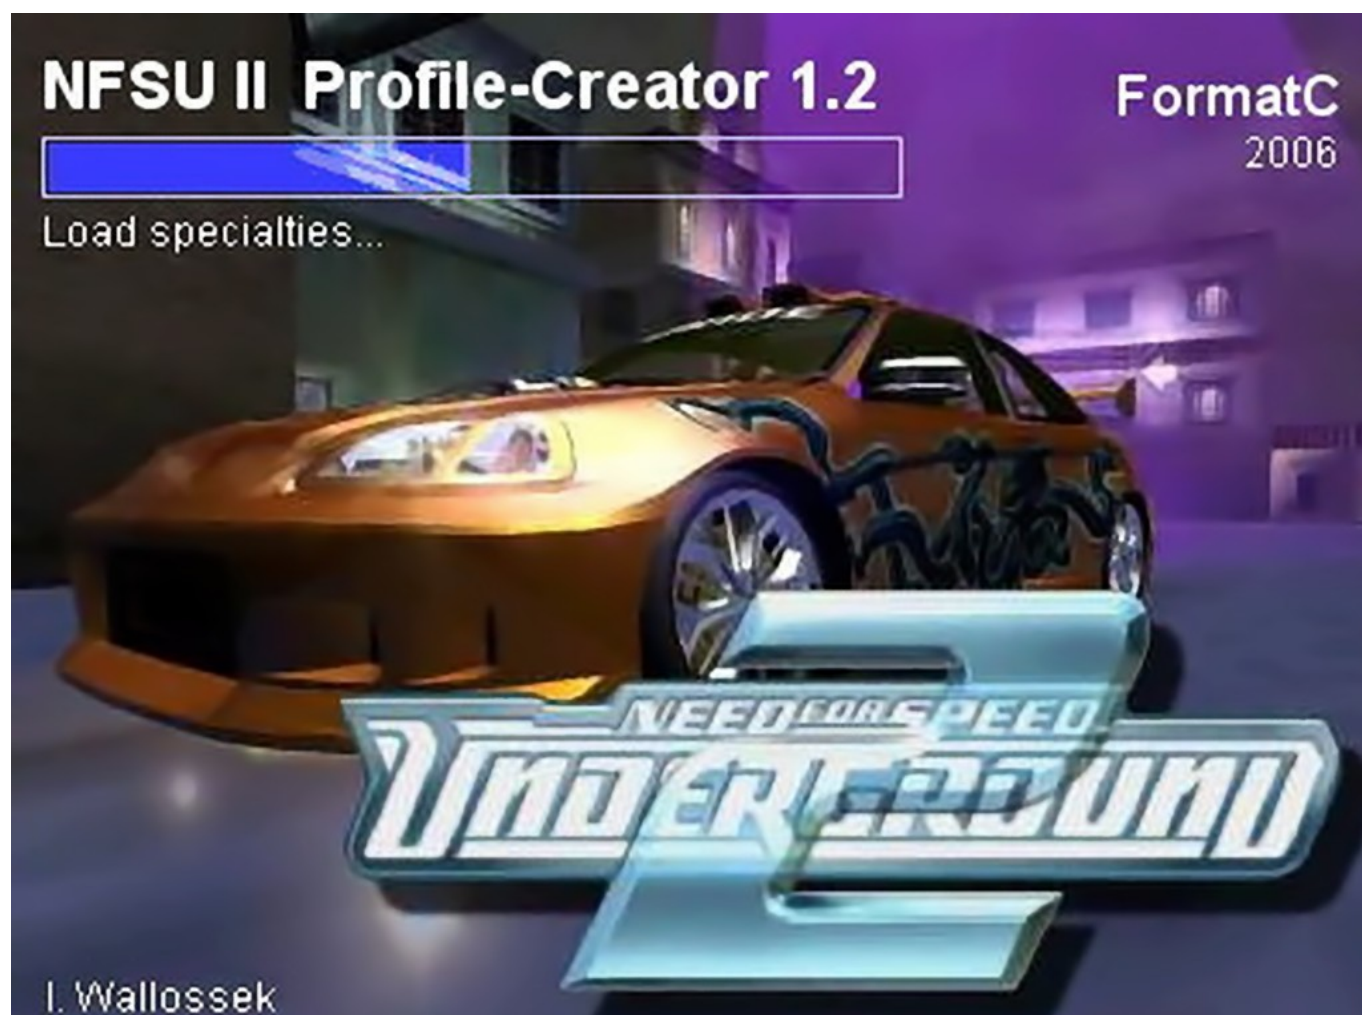 NFSU II Profile-Creator 1.2
FormatC
2006
Load specialties...
NEED FOR SPEED
UNDERGROUND
2
I. Wallossek